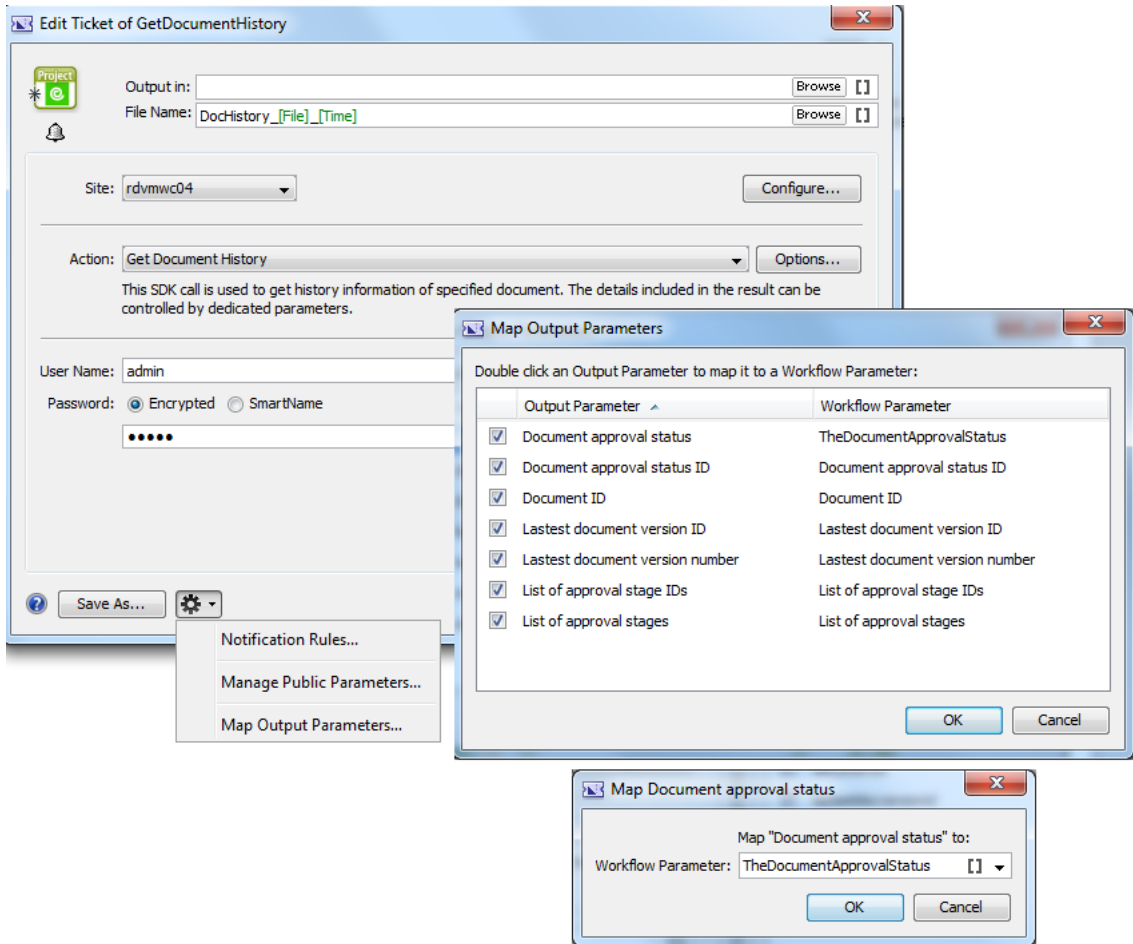 Edit Ticket of GetDocumentHistory
Project
Output in:
Browse []
File Name: DocHistory_[File]_[Time]
Browse []
Site: rdvmwc04
Configure...
Action: Get Document History
Options...
This SDK call is used to get history information of specified document. The details included in the result can be
controlled by dedicated parameters.
User Name: admin
Password: Encrypted SmartName
•••••
Save As...
Notification Rules...
Manage Public Parameters...
Map Output Parameters...
Map Output Parameters
Double click an Output Parameter to map it to a Workflow Parameter:
Output Parameter Workflow Parameter
Document approval status TheDocumentApprovalStatus
Document approval status ID Document approval status ID
Document ID Document ID
Lastest document version ID Lastest document version ID
Lastest document version number Lastest document version number
List of approval stage IDs List of approval stage IDs
List of approval stages List of approval stages
OK Cancel
Map Document approval status
Map "Document approval status" to:
Workflow Parameter: TheDocumentApprovalStatus []
OK Cancel